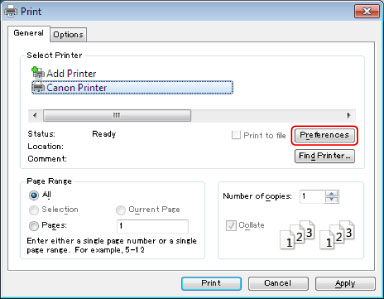 Print
General
Options
Select Printer
Add Printer
Canon Printer
Status: Ready
Print to file
Preferences
Location:
Comment:
Find Printer...
Page Range
All
Selection
Current Page
Pages: 1
Enter either a single page number or a single
page range. For example, 5-12
Number of copies: 1
Collate
1 2 3 1 2 3
Print
Cancel
Apply